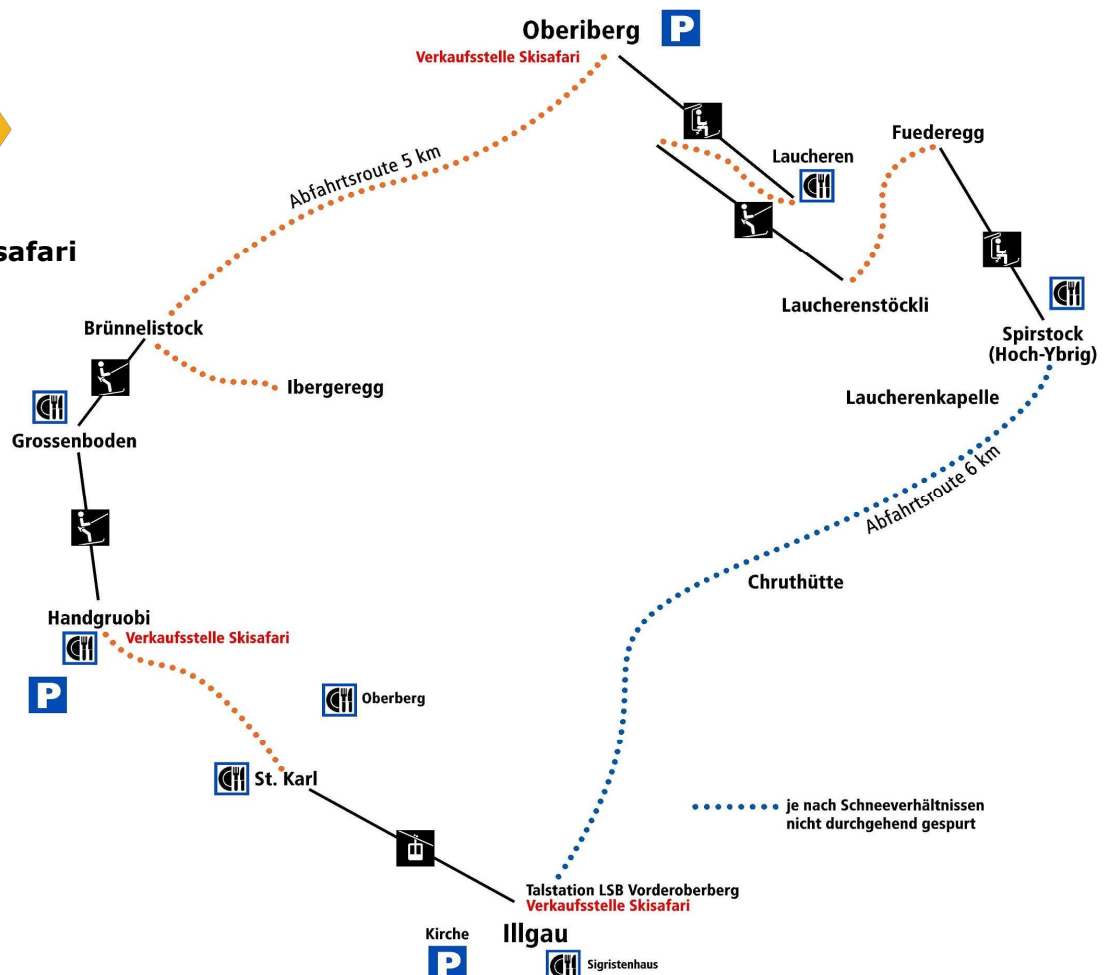 Oberiberg
P
Verkaufsstelle Skisafari
Fuederegg
Laucheren
Abfahrtsroute 5 km
safari
Laucherenstöckli
Brünnelistock
Spirstock
(Hoch-Ybrig)
Ibergeregg
Laucherenkapelle
Grossenboden
Abfahrtsroute 6 km
Chruthütte
Handgruobi
Verkaufsstelle Skisafari
P
Oberberg
St. Karl
je nach Schneeverhältnissen
nicht durchgehend gespurt
Talstation LSB Vorderoberberg
Verkaufsstelle Skisafari
Kirche
Illgau
P
Sigristenhaus